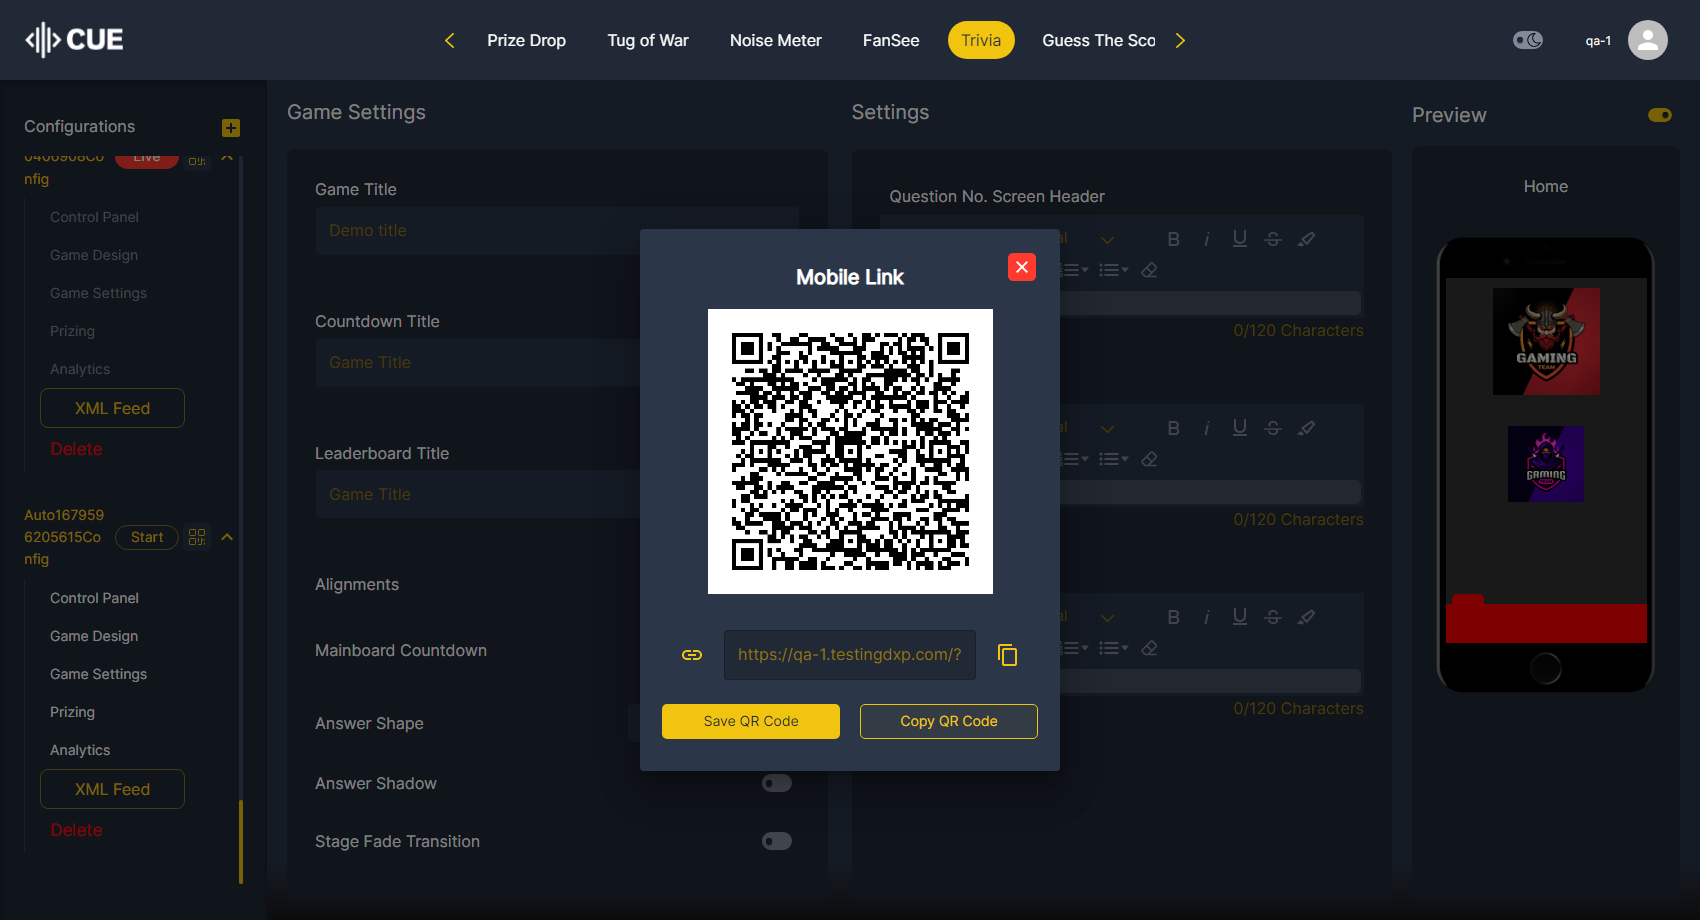 CUE
Prize Drop
Tug of War
Noise Meter
FanSee
Trivia
Guess The Sco
qa-1
Configurations
0406908Co
nfig
Live
Control Panel
Game Design
Game Settings
Prizing
Analytics
XML Feed
Delete
Auto167959
6205615Co
nfig
Start
Control Panel
Game Design
Game Settings
Prizing
Analytics
XML Feed
Delete
Game Settings
Game Title
Demo title
Countdown Title
Game Title
Leaderboard Title
Game Title
Alignments
Mainboard Countdown
Answer Shape
Answer Shadow
Stage Fade Transition
Mobile Link
https://qa-1.testingdxp.com/?
Save QR Code
Copy QR Code
Settings
Question No. Screen Header
al
B i U S
0/120 Characters
al
B i U S
0/120 Characters
al
B i U S
0/120 Characters
Preview
Home
GAMING
TEAM
GAMING